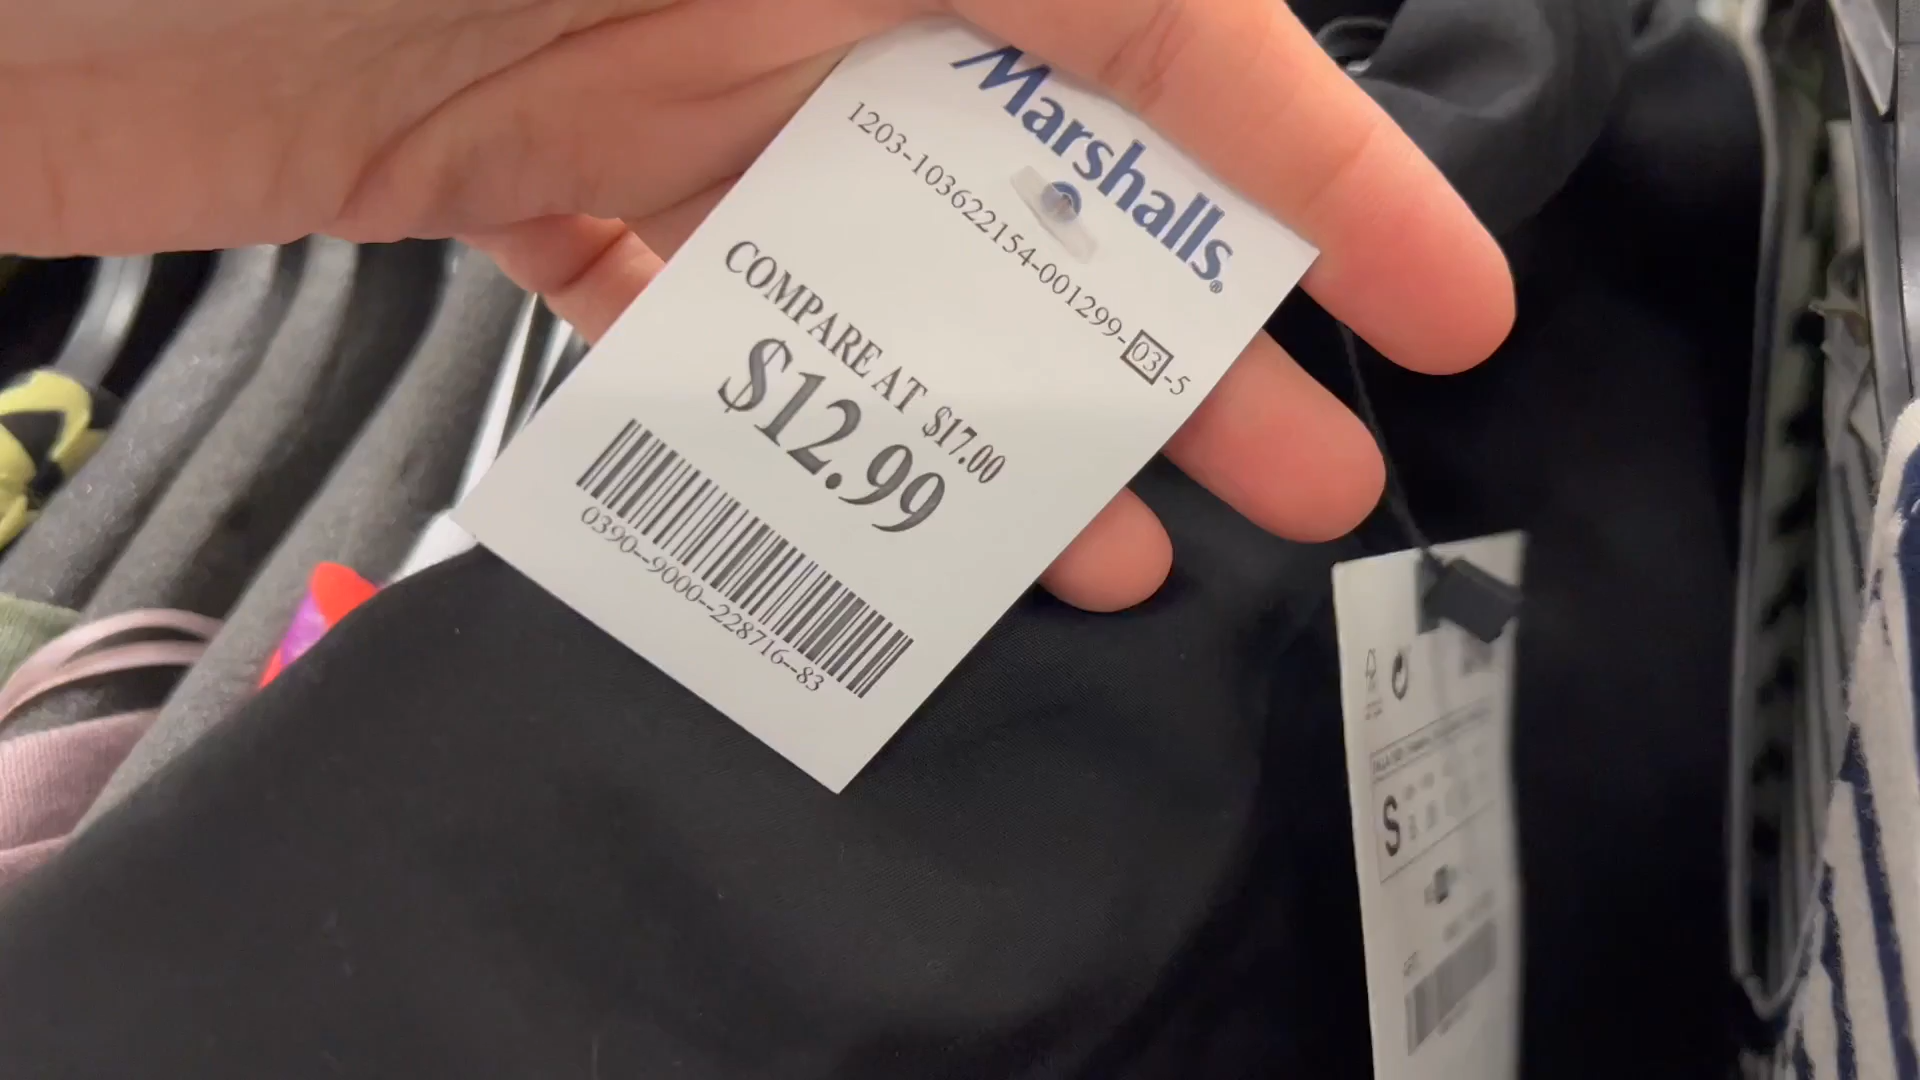 Marshalls®
1203-103622154-001299-03-5
COMPARE AT $17.00
$12.99
0390--9000--228716--83
S